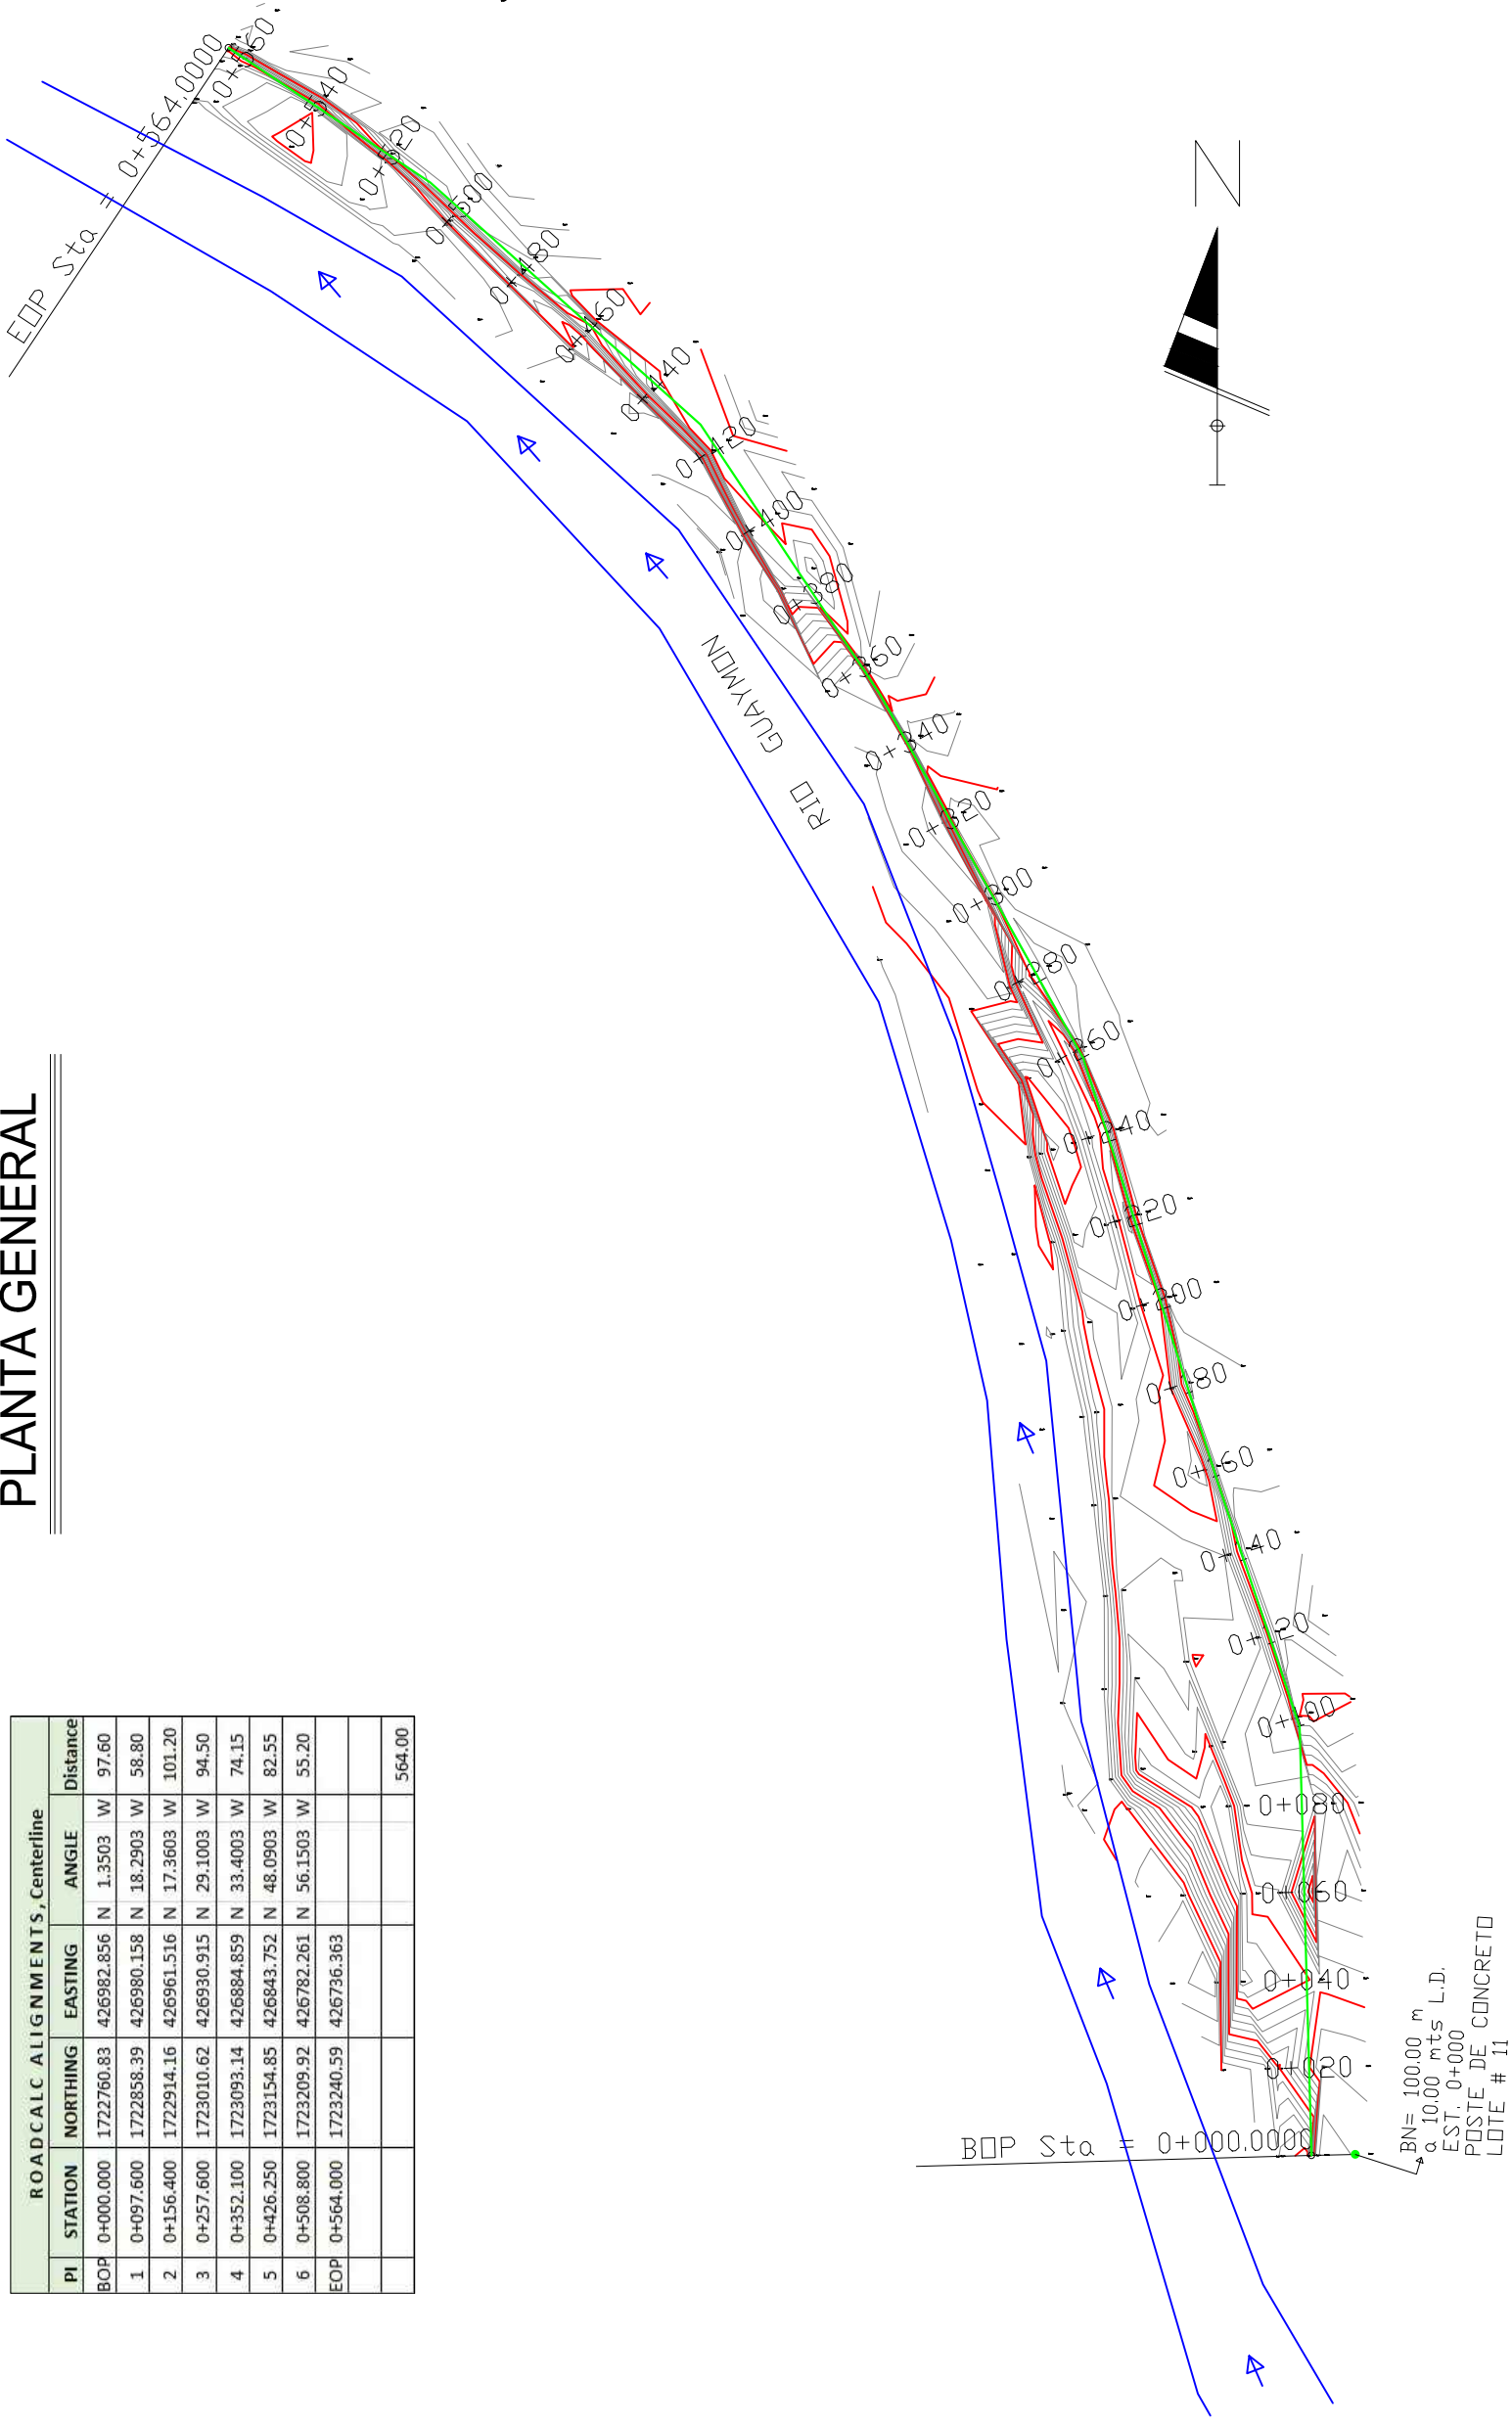 PLANTA GENERAL
ROADCALC ALIGNMENTS, Centerline
PI STATION NORTHING EASTING ANGLE Distance
BOP 0+000.000 1722760.83 426982.856 N 1.3503 W 97.60
1 0+097.600 1722858.39 426980.158 N 18.2903 W 58.80
2 0+156.400 1722914.16 426961.516 N 17.3603 W 101.20
3 0+257.600 1723010.62 426930.915 N 29.1003 W 94.50
4 0+352.100 1723093.14 426884.859 N 33.4003 W 74.15
5 0+426.250 1723154.85 426843.752 N 48.0903 W 82.55
6 0+508.800 1723209.92 426782.261 N 56.1503 W 55.20
EOP 0+564.000 1723240.59 426736.363
564.00
EOP Sta = 0+564.0000
0+560
0+540
0+520
0+500
0+480
0+460
0+440
0+420
0+400
0+380
0+360
0+340
0+320
0+300
0+280
0+260
0+240
0+220
0+200
0+180
0+160
0+140
0+120
0+100
0+080
0+060
0+040
0+020
BOP Sta = 0+000.0000
RIO GUAYMON
N
BN= 100.00 m
a 10.00 mts L.D.
EST. 0+000
POSTE DE CONCRETO
LOTE # 11